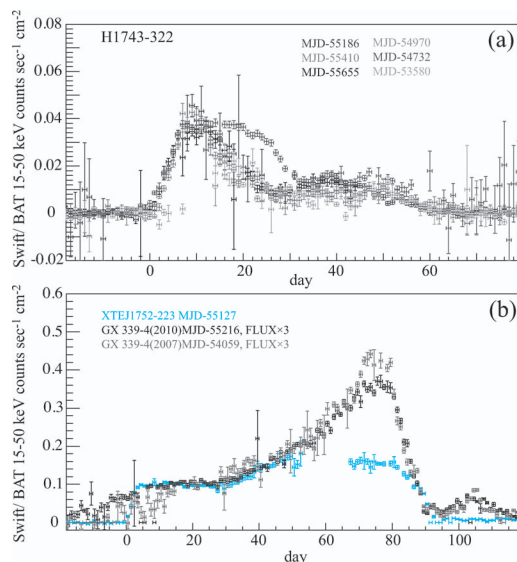 H1743-322
(a)
MJD-55186 MJD-54970
MJD-55410 MJD-54732
MJD-55655 MJD-53580
Swift/ BAT 15-50 keV counts sec⁻¹ cm⁻²
0.08
0.04
0.04
0
-0.02
0 20 40 60
day
(b)
XTEJ1752-223 MJD-55127
GX 339-4(2010)MJD-55216, FLUX×3
GX 339-4(2007)MJD-54059, FLUX×3
Swift/ BAT 15-50 keV counts sec⁻¹ cm⁻²
0.6
0.5
0.4
0.3
0.2
0.1
0
0 20 40 60 80 100
day